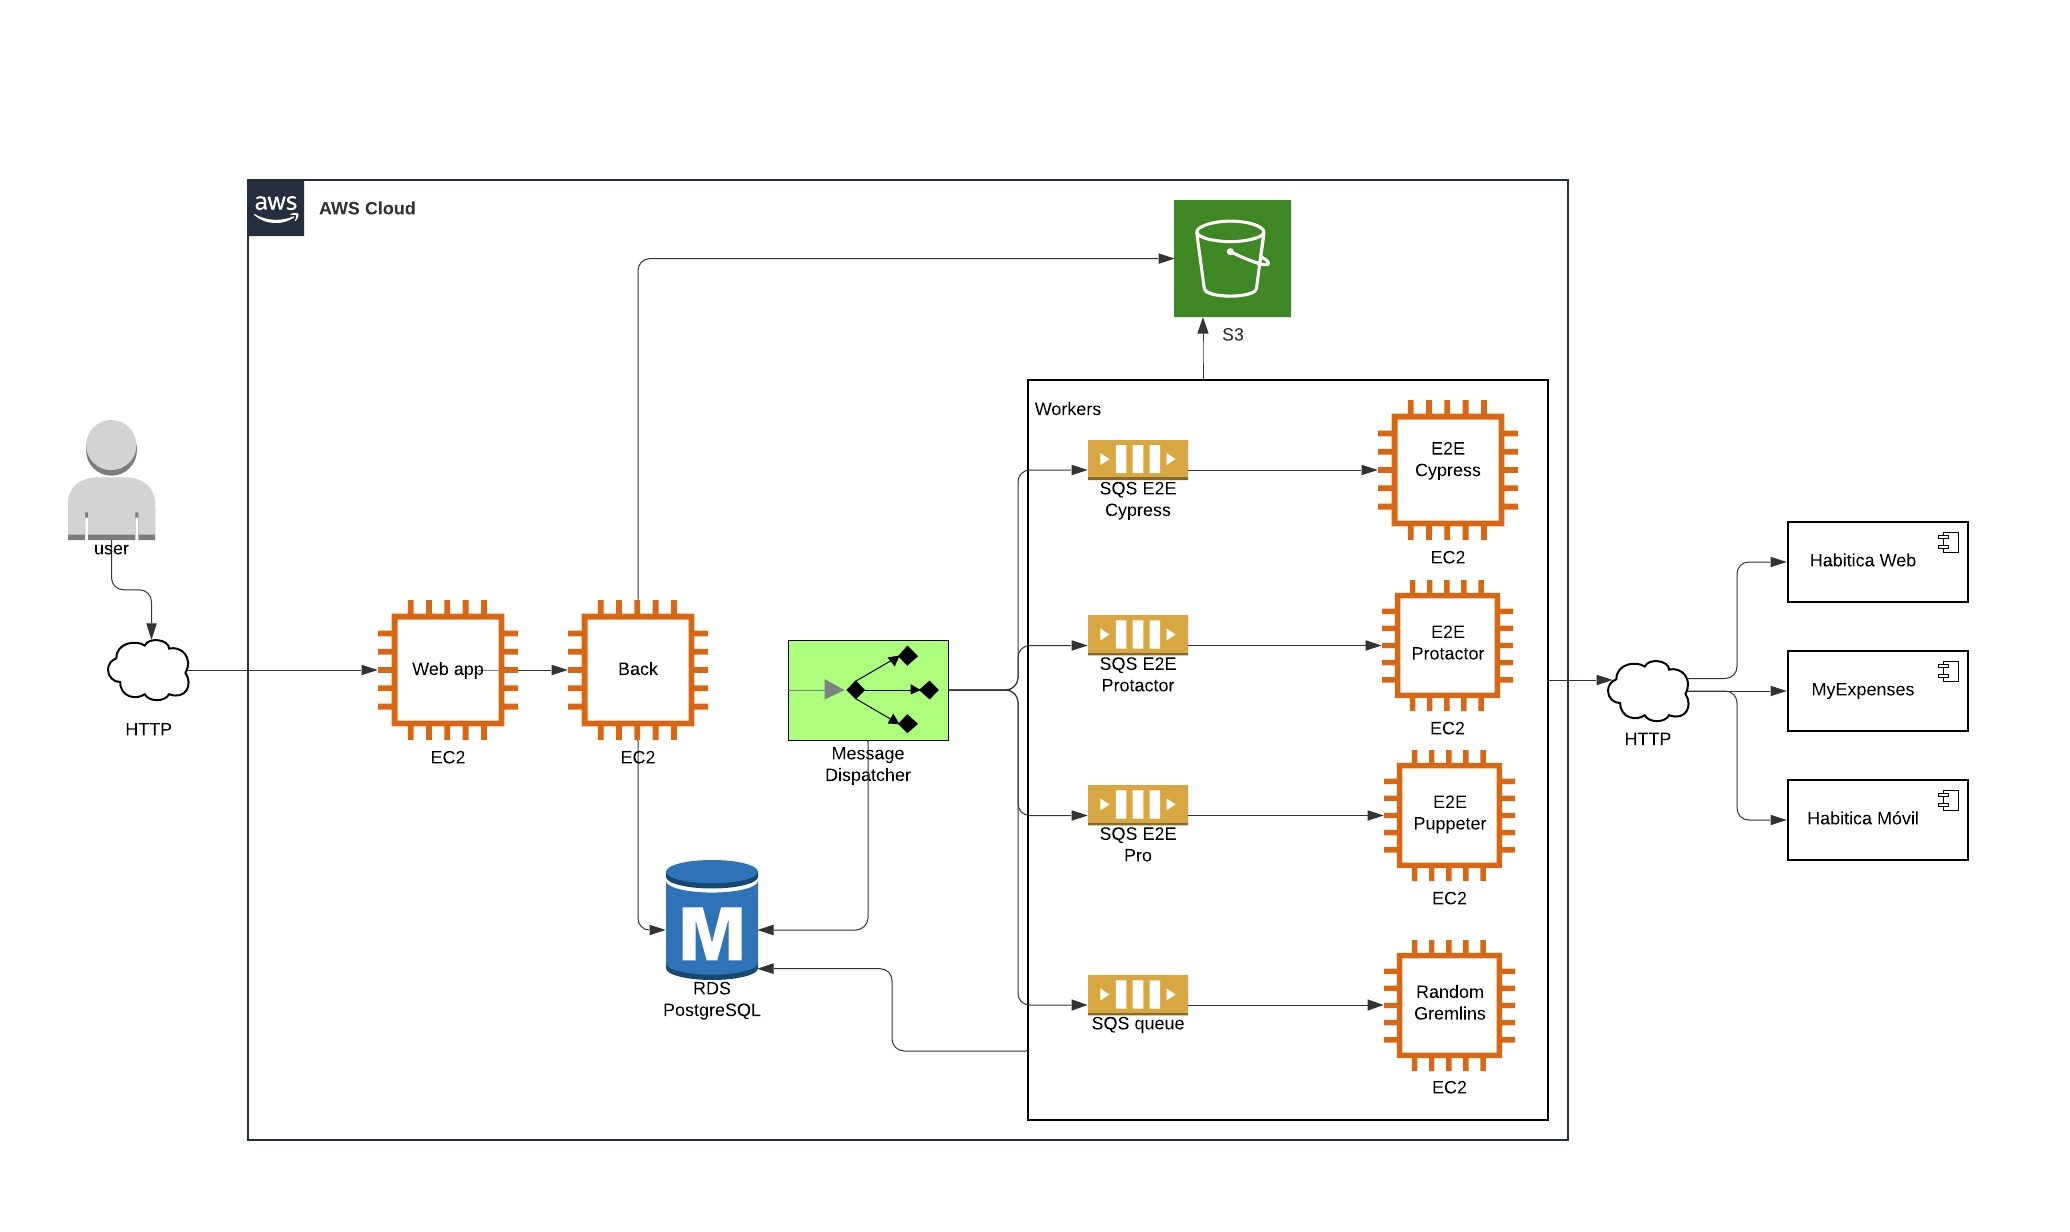 aws
AWS Cloud
S3
Workers
E2E
Cypress
SQS E2E
Cypress
user
EC2
Habitica Web
E2E
Protactor
SQS E2E
Protactor
Web app
Back
MyExpenses
HTTP
EC2
HTTP
EC2
EC2
Message
Dispatcher
E2E
Puppeter
Habitica Móvil
SQS E2E
Pro
EC2
M
RDS
PostgreSQL
Random
Gremlins
SQS queue
EC2